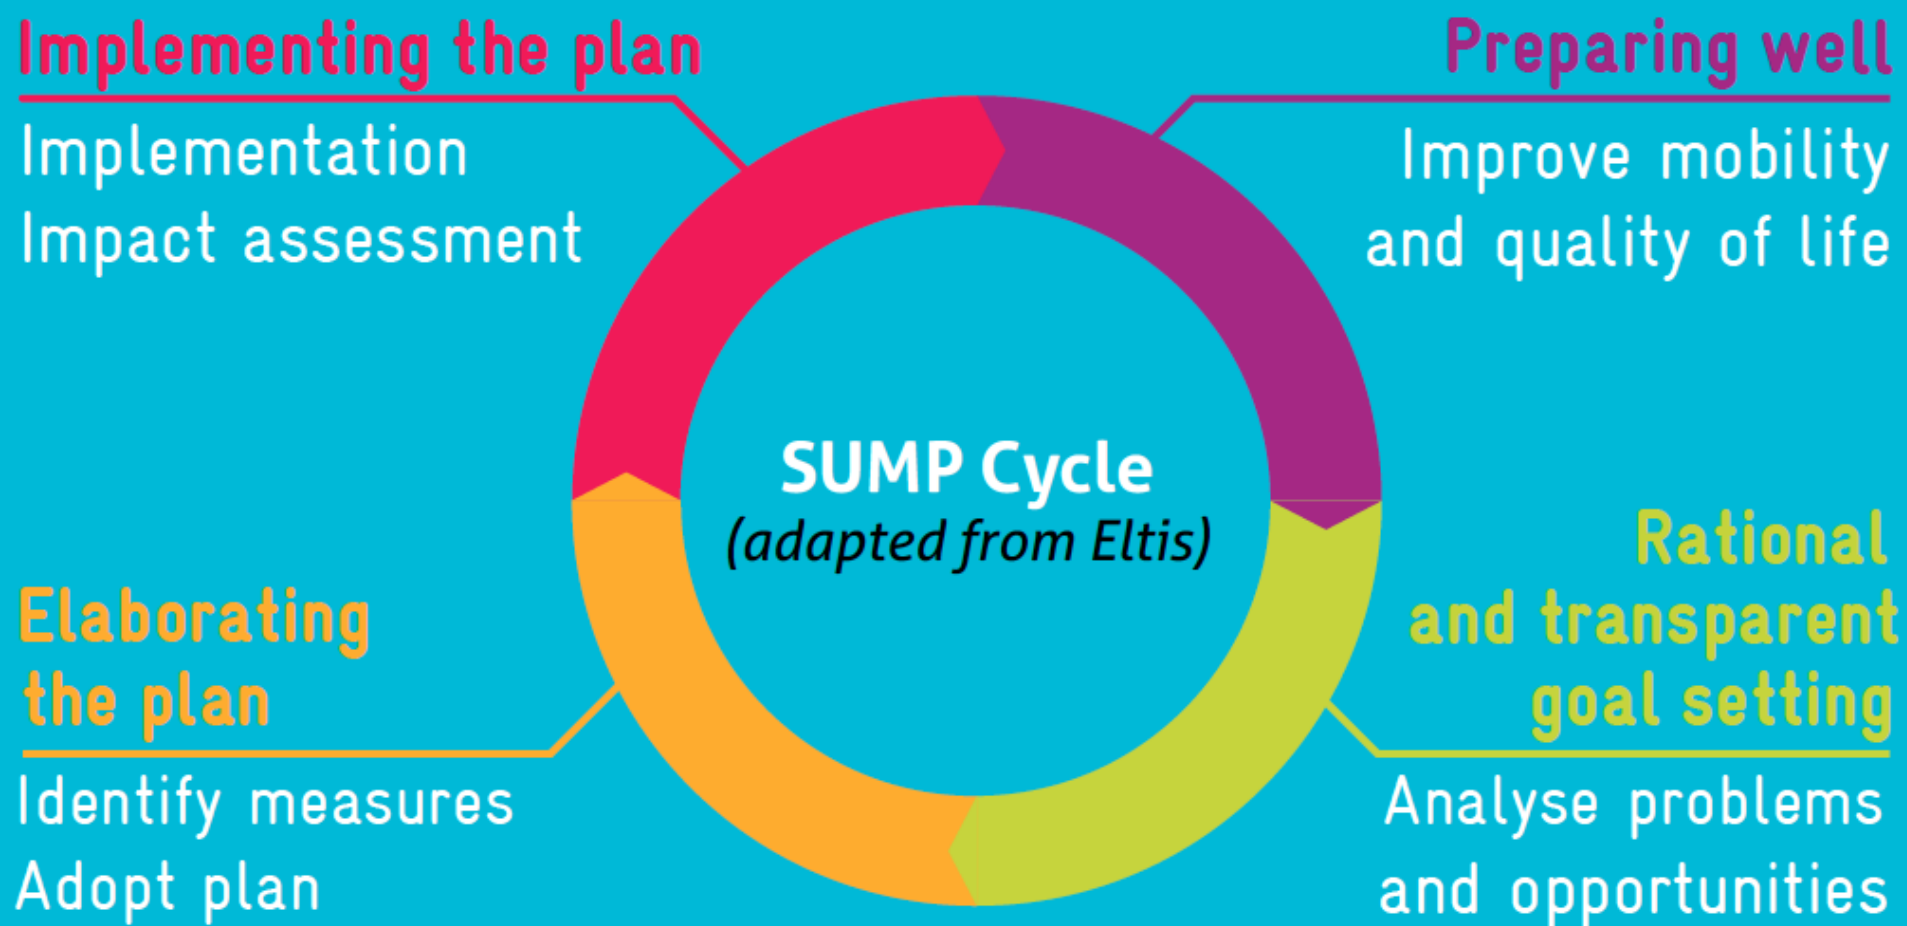 Implementing the plan
Implementation
Impact assessment
Preparing well
Improve mobility
and quality of life
SUMP Cycle
(adapted from Eltis)
Rational
and transparent
goal setting
Analyse problems
and opportunities
Elaborating
the plan
Identify measures
Adopt plan